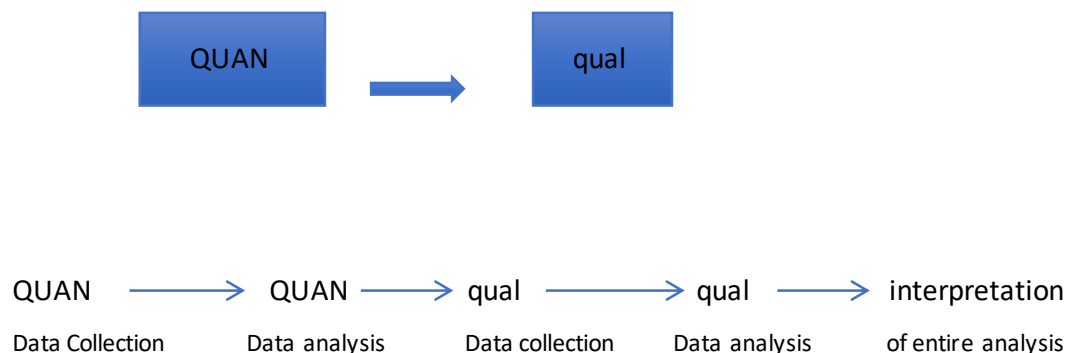 QUAN qual
QUAN QUAN qual qual interpretation
Data Collection Data analysis Data collection Data analysis of entire analysis